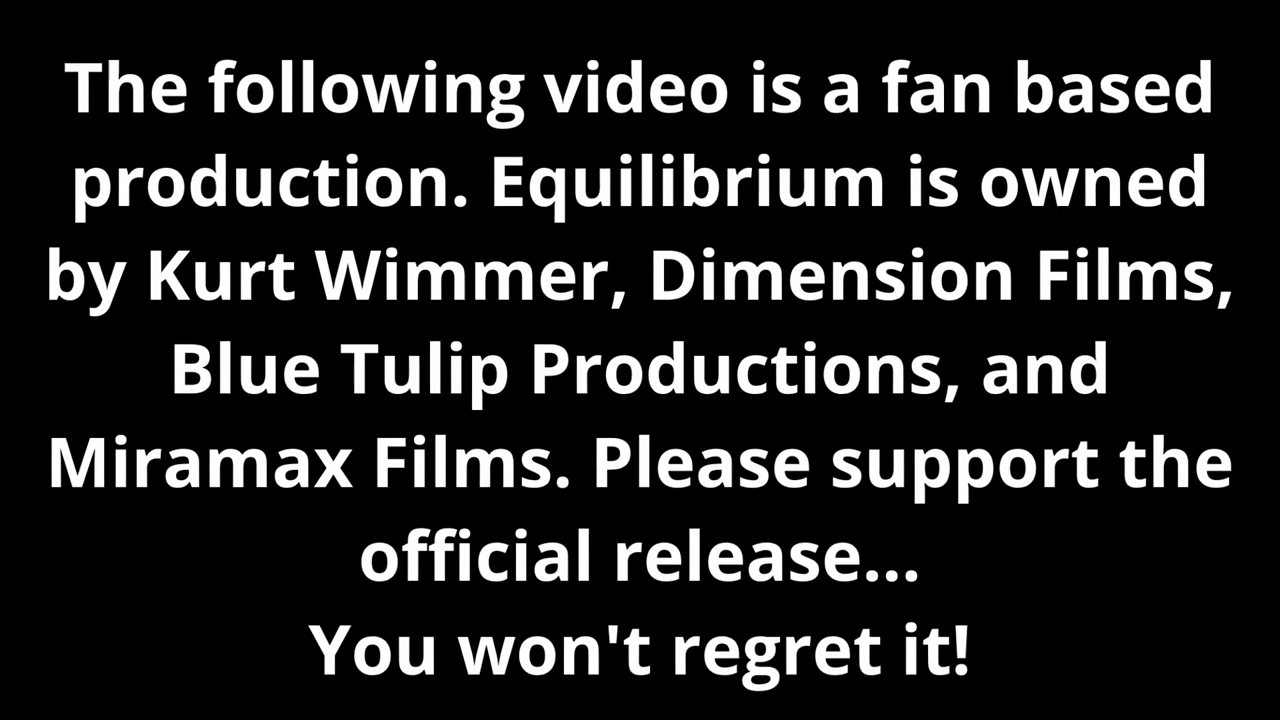 The following video is a fan based
production. Equilibrium is owned
by Kurt Wimmer, Dimension Films,
Blue Tulip Productions, and
Miramax Films. Please support the
official release...
You won't regret it!